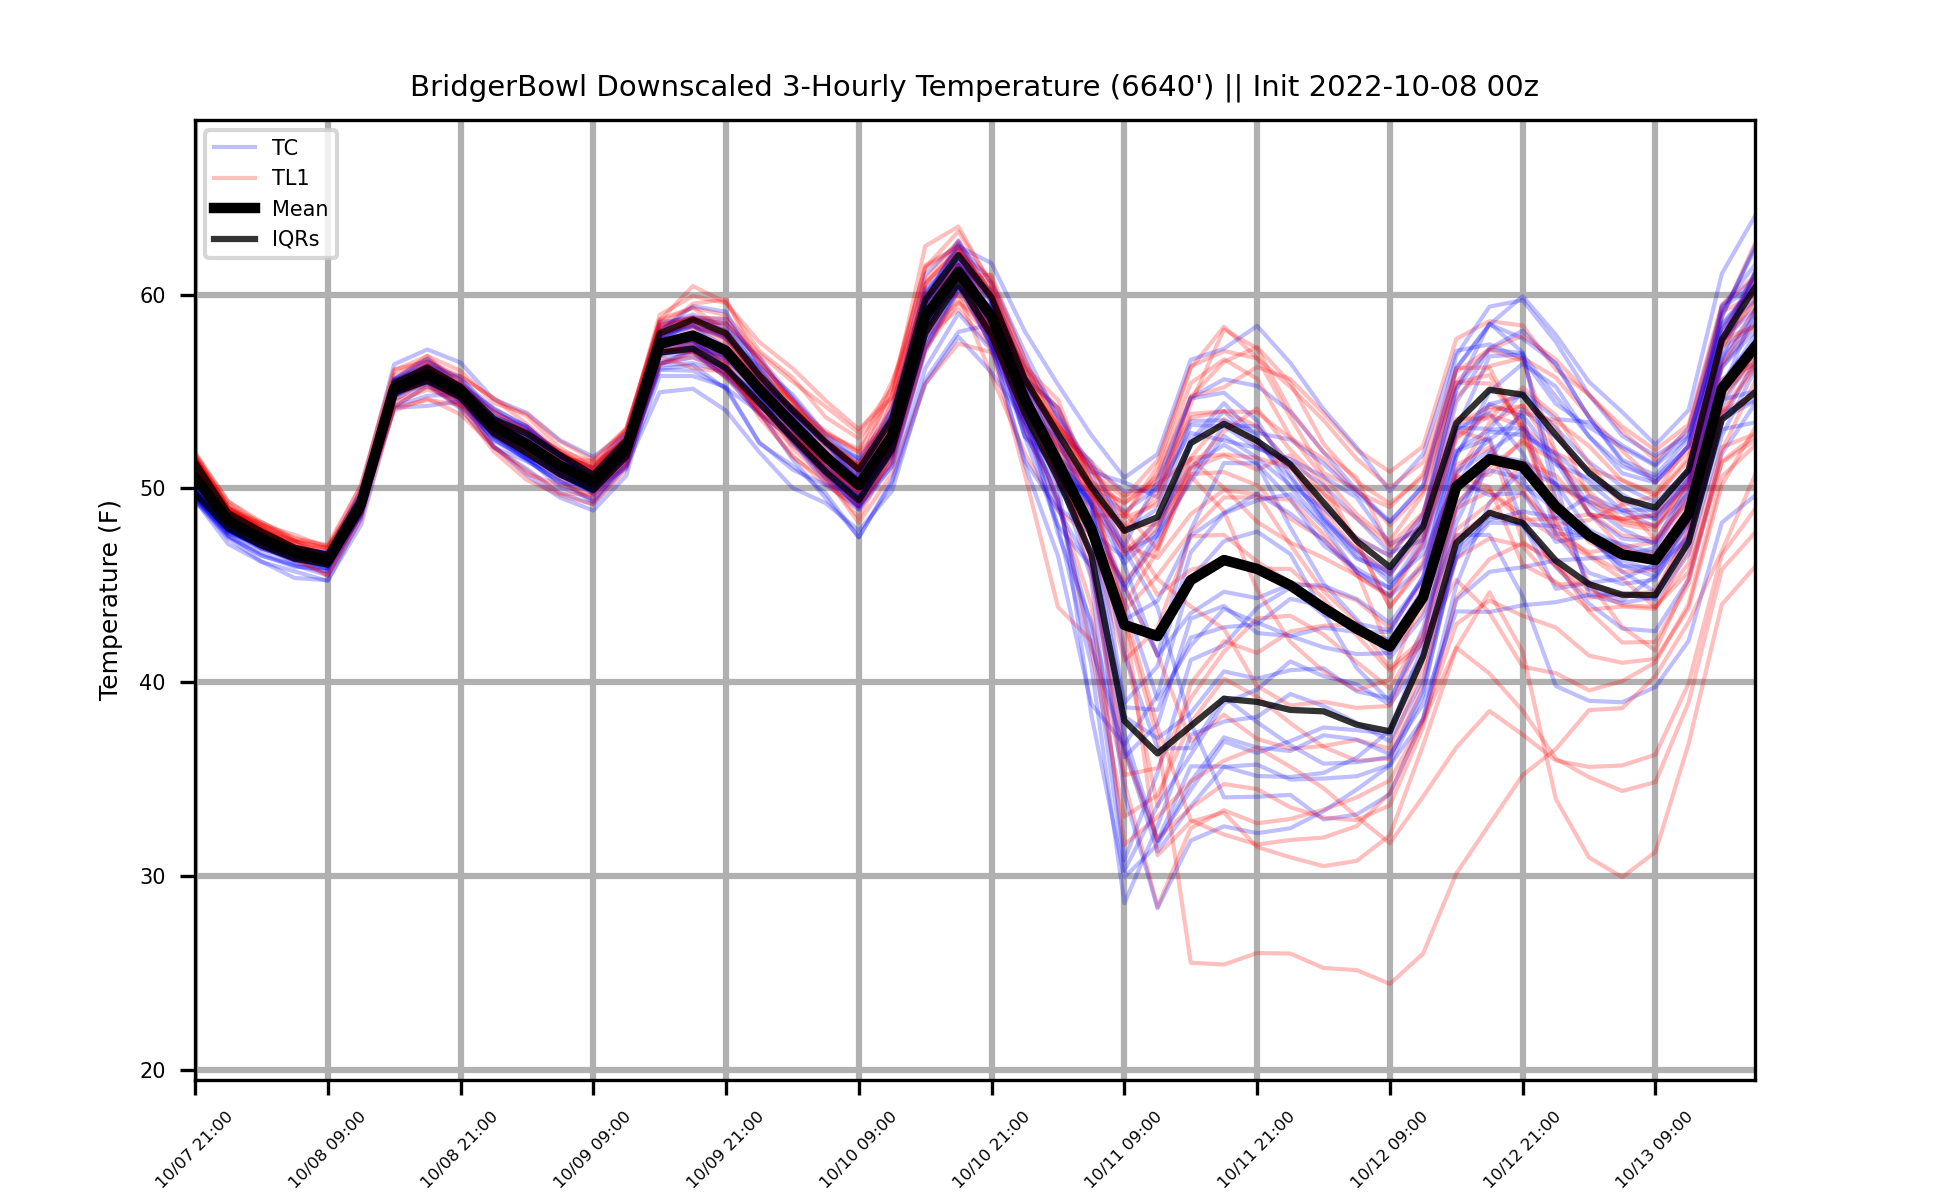 BridgerBowl Downscaled 3-Hourly Temperature (6640') || Init 2022-10-08 00z
TC
TL1
Mean
IQRs
Temperature (F)
60
50
40
30
20
10/07 21:00
10/08 09:00
10/08 21:00
10/09 09:00
10/09 21:00
10/10 09:00
10/10 21:00
10/11 09:00
10/11 21:00
10/12 09:00
10/12 21:00
10/13 09:00